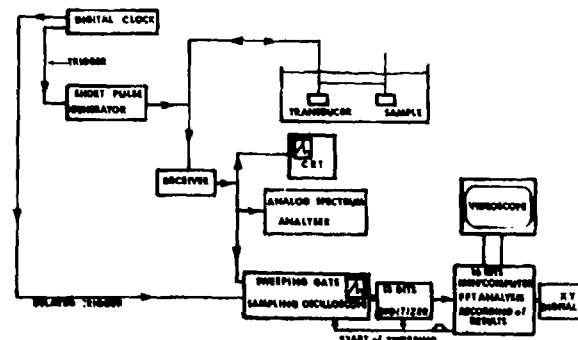 DIGITAL CLOCK
TRIGGER
SHORT PULSE
GENERATOR
TRANSDUCER
SAMPLE
RECEIVER
CRT
ANALOG SPECTRUM
ANALYSER
VIDEOSCOPE
SWEEPING GATE
SAMPLING OSCILLOSCOPE
10 BITS
DIGITIZER
16 BITS
MINICOMPUTER
FFT ANALYSIS
RECORDING of
RESULTS
X Y
DELAYED TRIGGER
START of SWEEPING